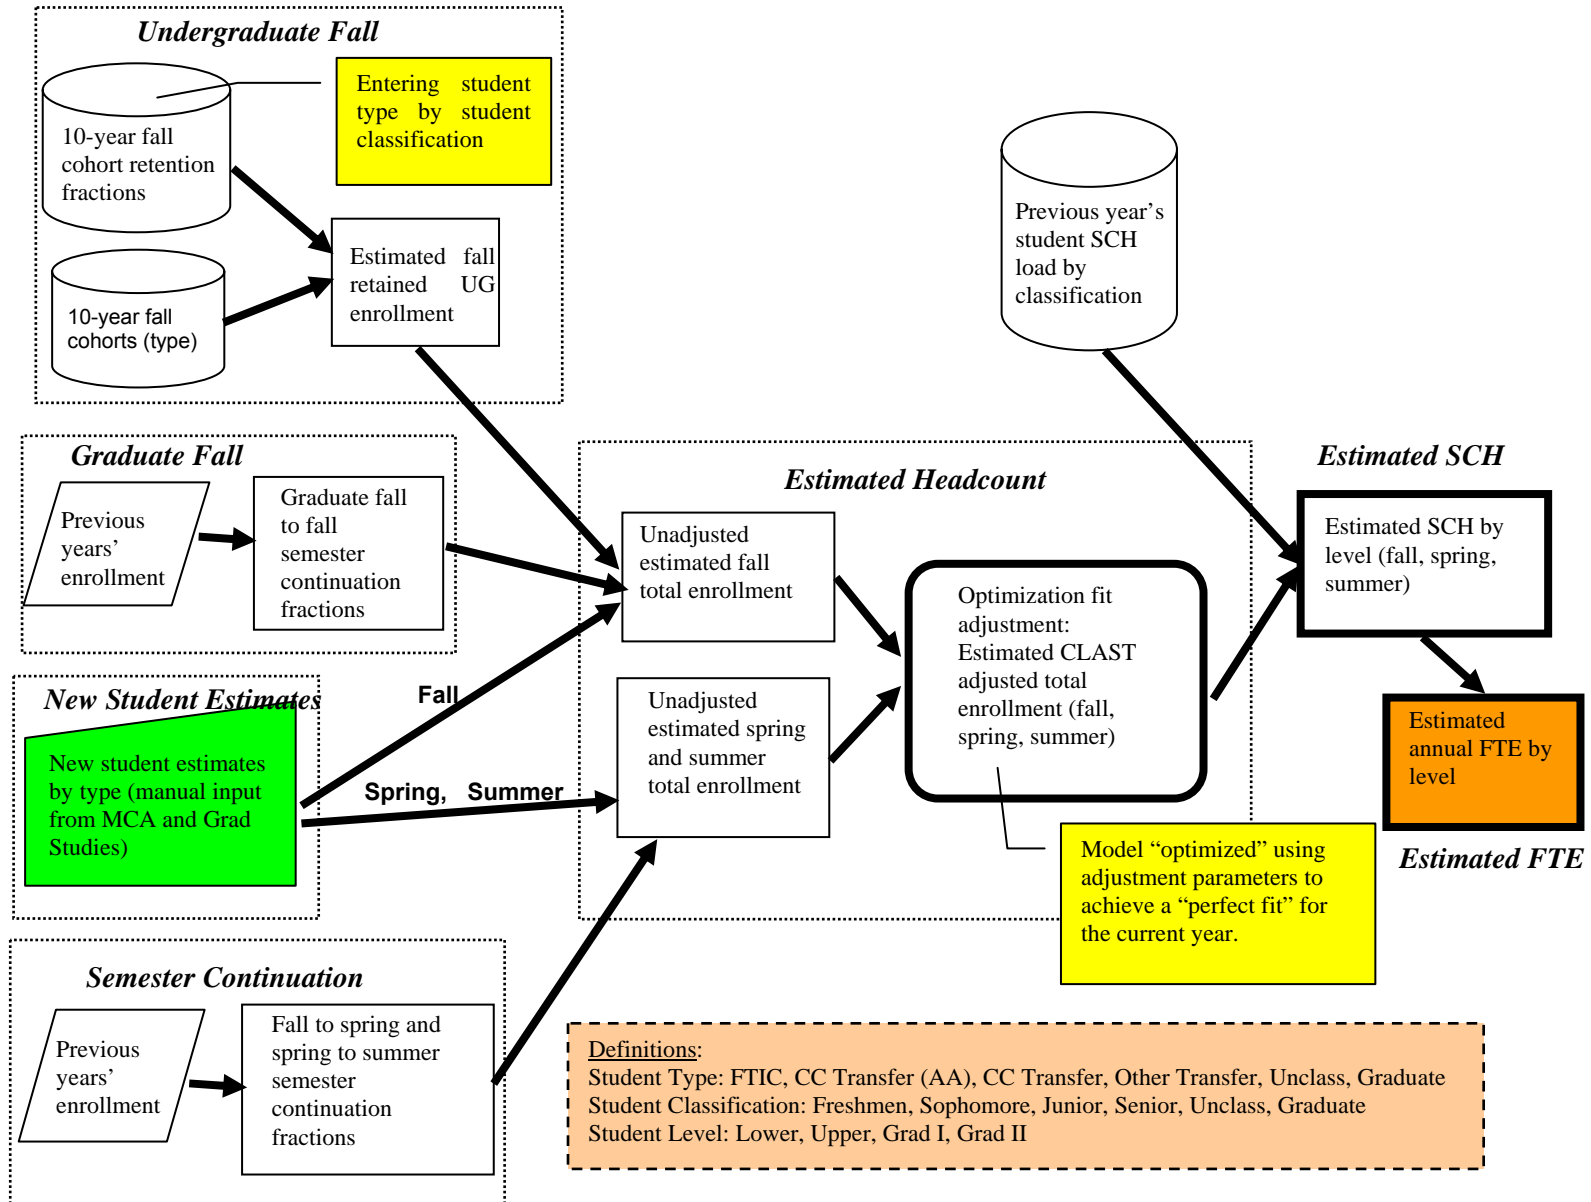 Undergraduate Fall
10-year fall
cohort retention
fractions
Entering student
type by student
classification
10-year fall
cohorts (type)
Estimated fall
retained UG
enrollment
Previous year’s
student SCH
load by
classification
Graduate Fall
Previous
years’
enrollment
Graduate fall
to fall
semester
continuation
fractions
New Student Estimates
New student estimates
by type (manual input
from MCA and Grad
Studies)
Fall
Spring, Summer
Semester Continuation
Previous
years’
enrollment
Fall to spring and
spring to summer
semester
continuation
fractions
Estimated Headcount
Unadjusted
estimated fall
total enrollment
Unadjusted
estimated spring
and summer
total enrollment
Optimization fit
adjustment:
Estimated CLAST
adjusted total
enrollment (fall,
spring, summer)
Model “optimized” using
adjustment parameters to
achieve a “perfect fit” for
the current year.
Estimated SCH
Estimated SCH by
level (fall, spring,
summer)
Estimated
annual FTE by
level
Estimated FTE
Definitions:
Student Type: FTIC, CC Transfer (AA), CC Transfer, Other Transfer, Unclass, Graduate
Student Classification: Freshmen, Sophomore, Junior, Senior, Unclass, Graduate
Student Level: Lower, Upper, Grad I, Grad II